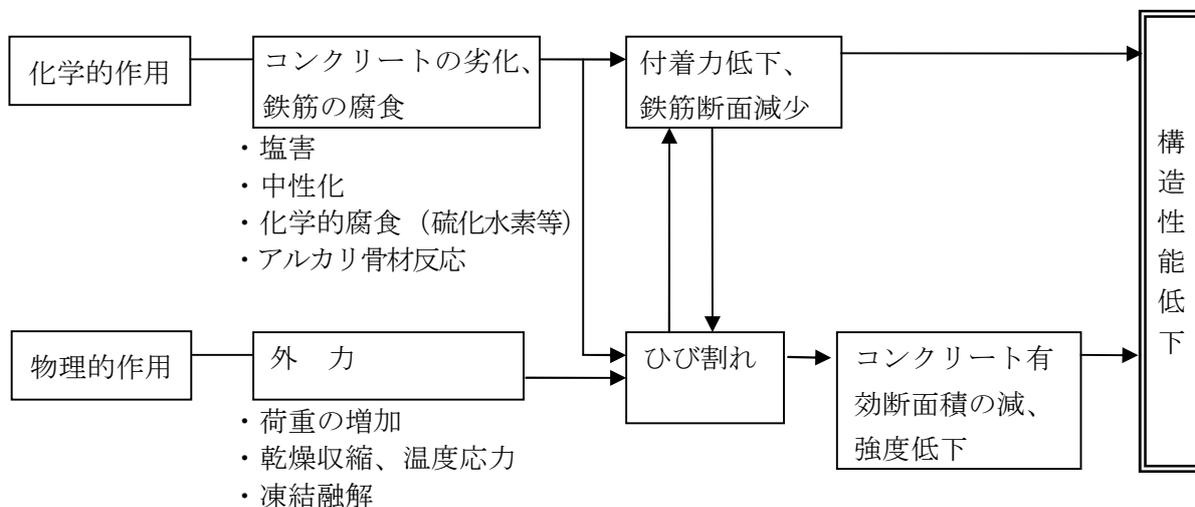 化学的作用
コンクリートの劣化、
鉄筋の腐食
・塩害
・中性化
・化学的腐食（硫化水素等）
・アルカリ骨材反応
付着力低下、
鉄筋断面減少
物理的作用
外　力
・荷重の増加
・乾燥収縮、温度応力
・凍結融解
ひび割れ
コンクリート有
効断面積の減、
強度低下
構造性能低下